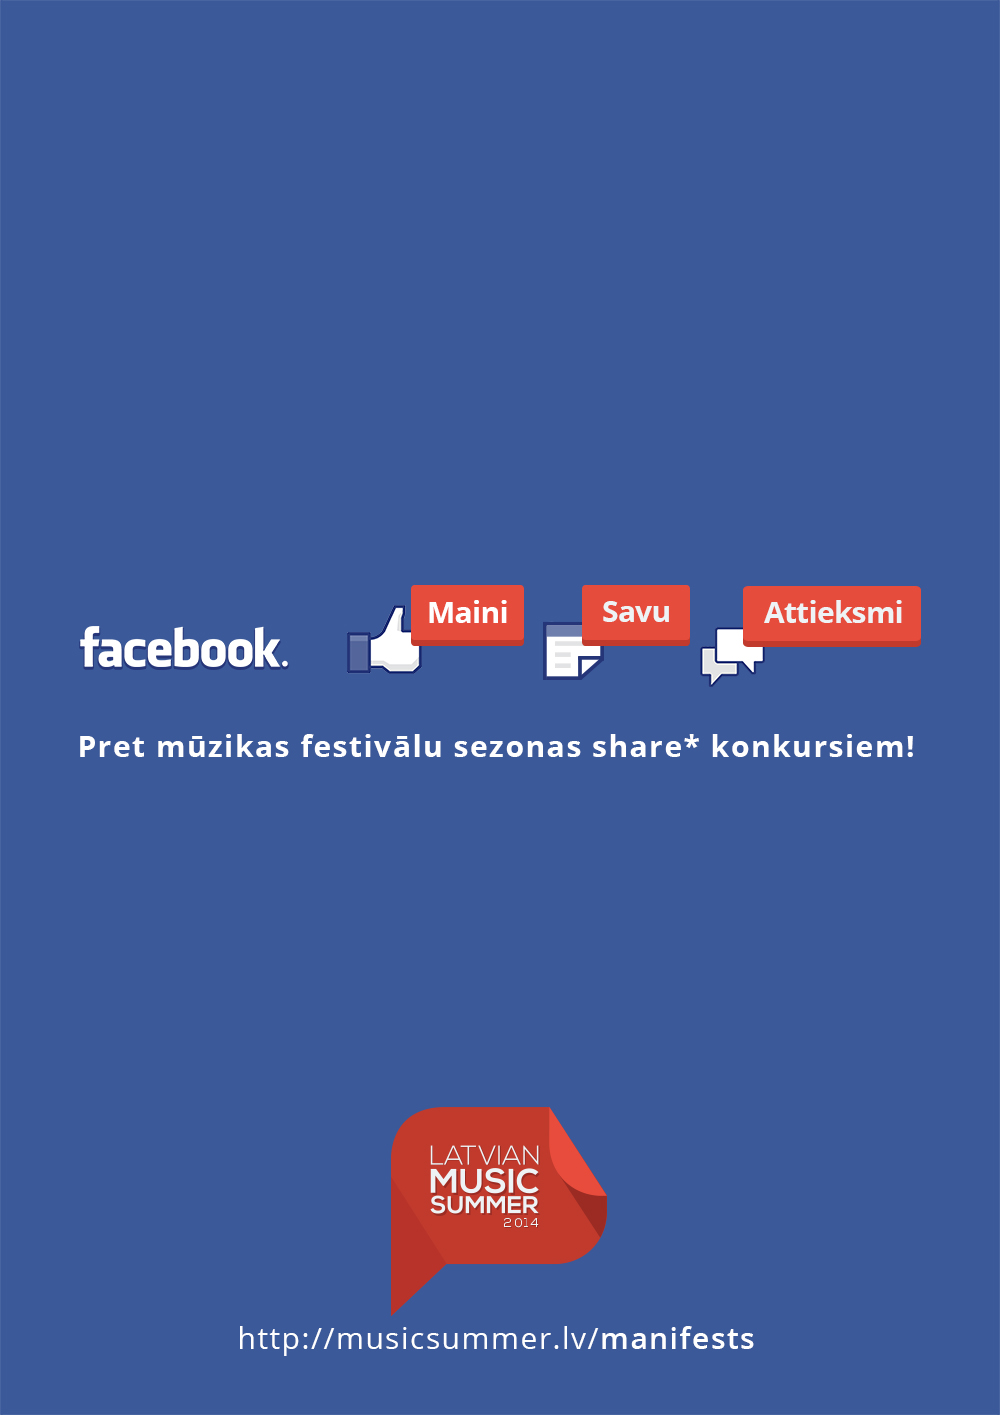 facebook.
Maini Savu Attieksmi
Pret mūzikas festivālu sezonas share* konkursiem!
LATVIAN
MUSIC
SUMMER
2014
http://musicsummer.lv/manifests